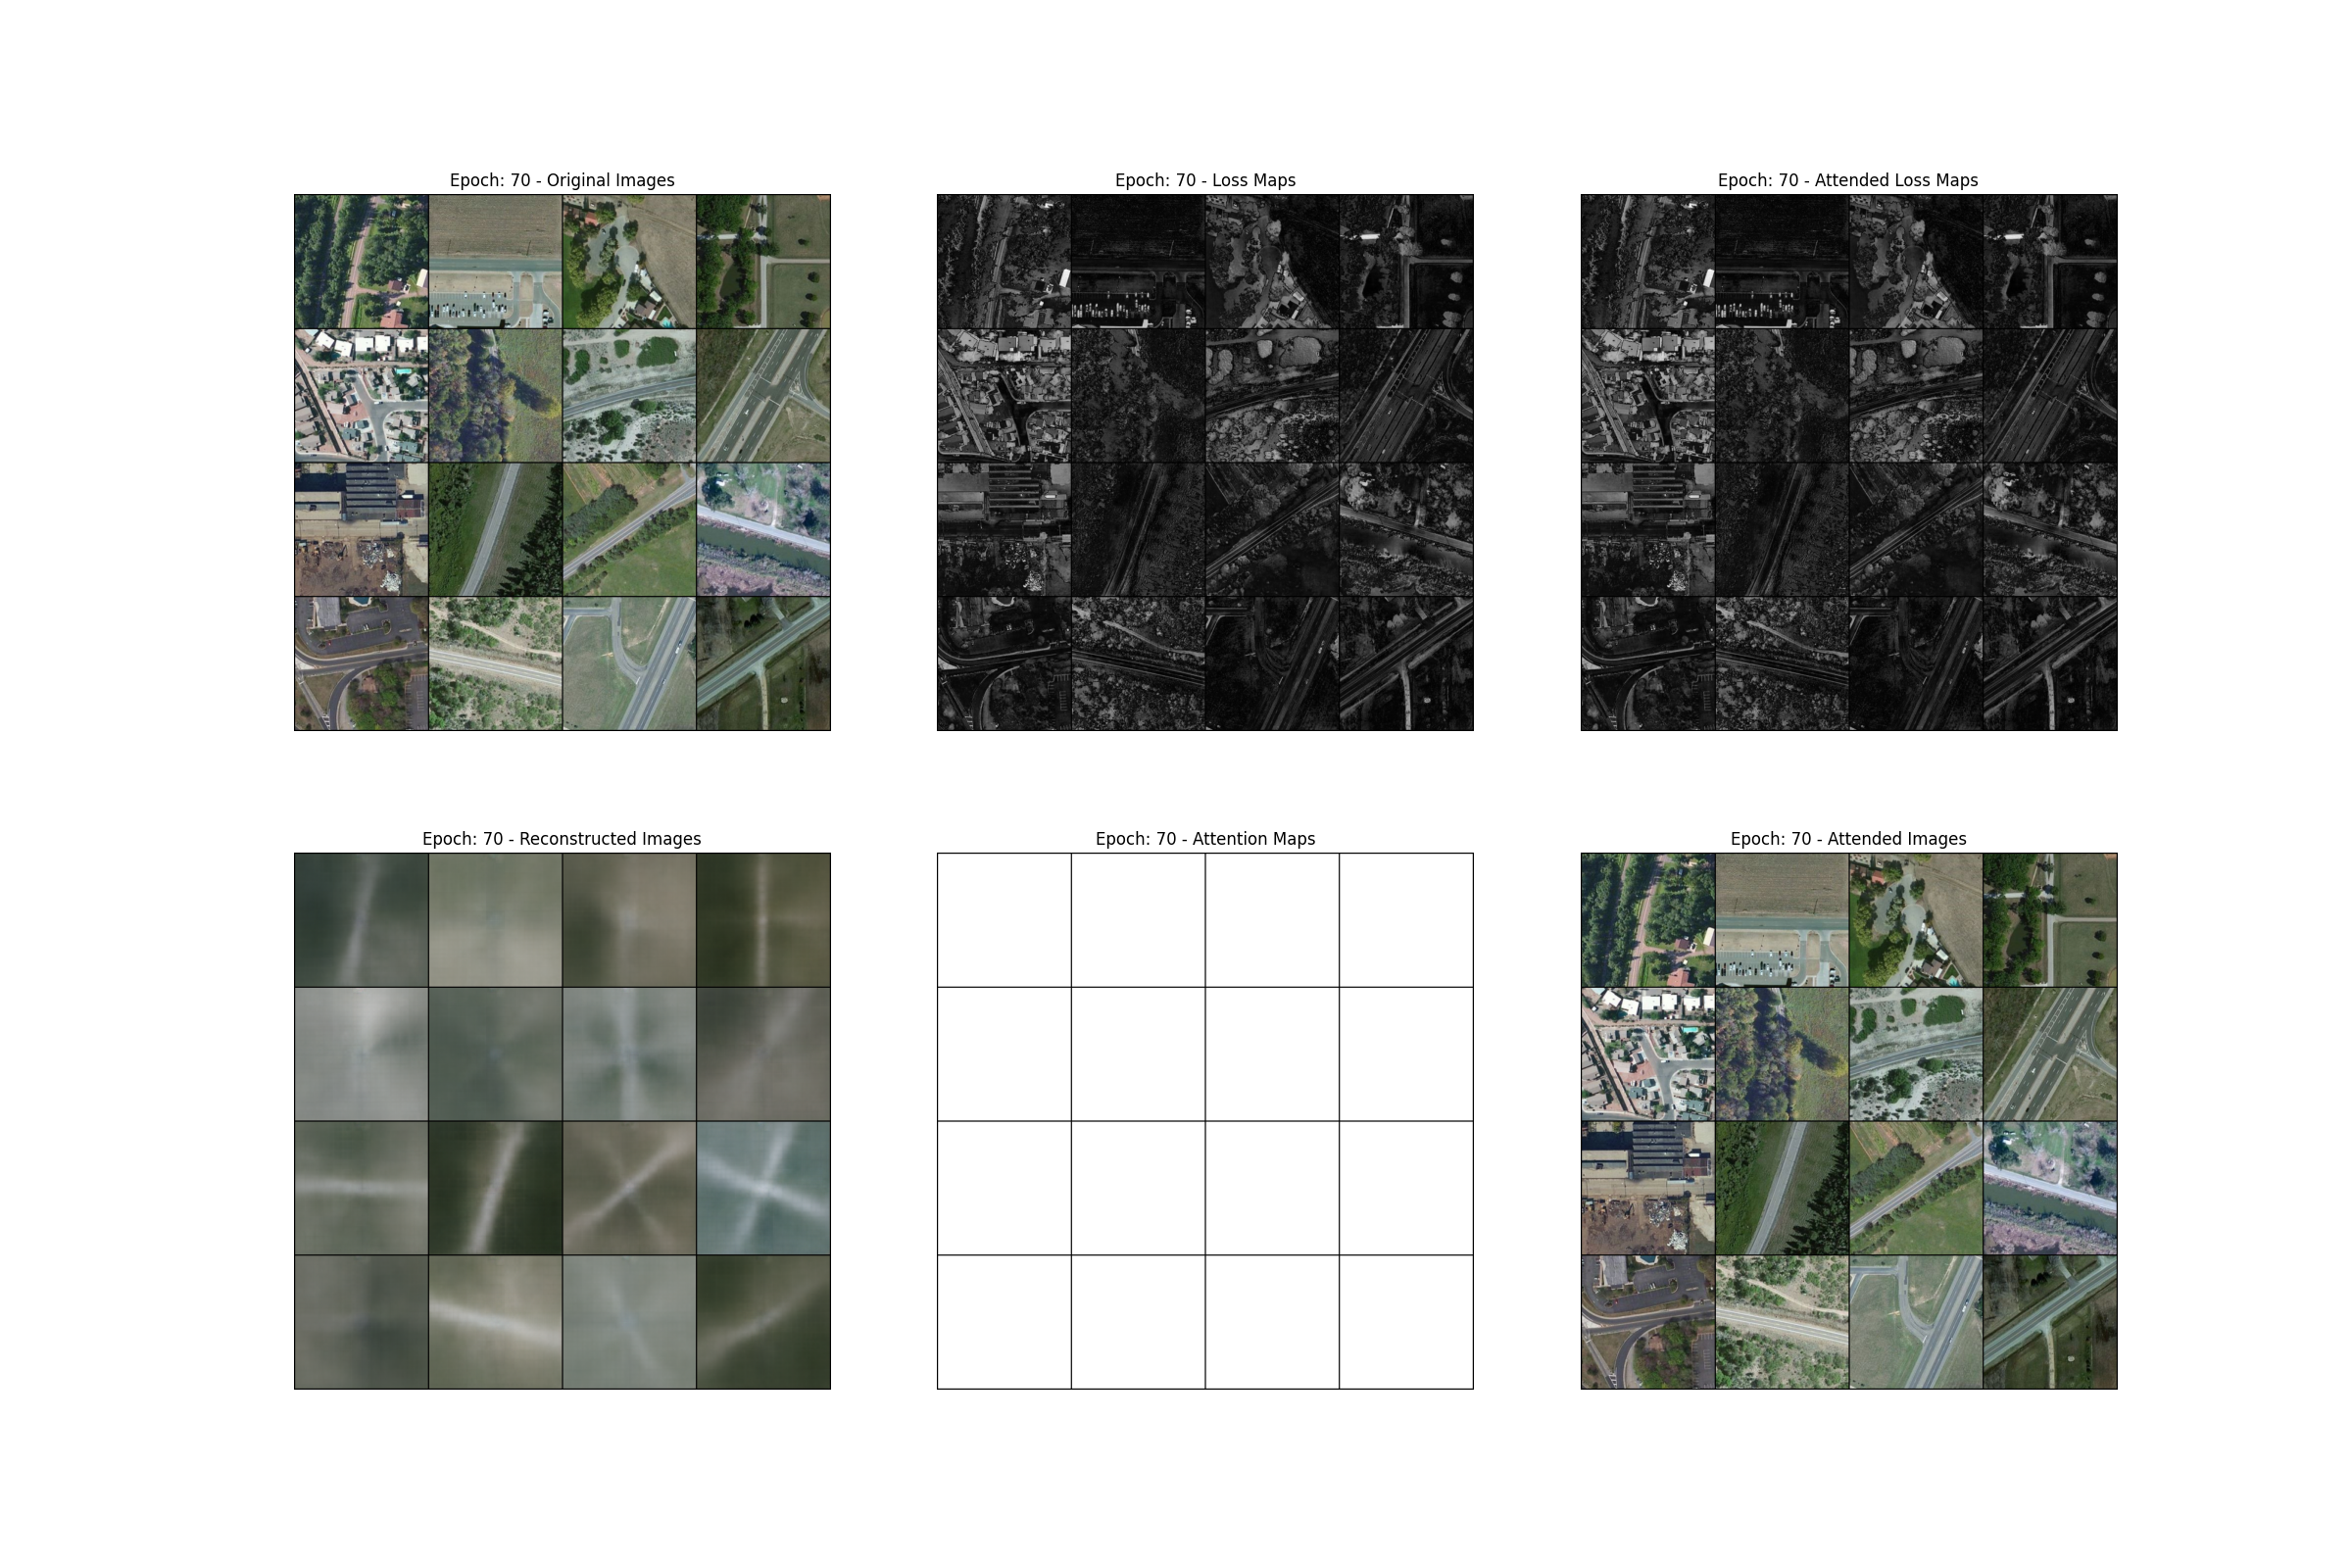 Epoch: 70 - Original Images
Epoch: 70 - Loss Maps
Epoch: 70 - Attended Loss Maps
Epoch: 70 - Reconstructed Images
Epoch: 70 - Attention Maps
Epoch: 70 - Attended Images